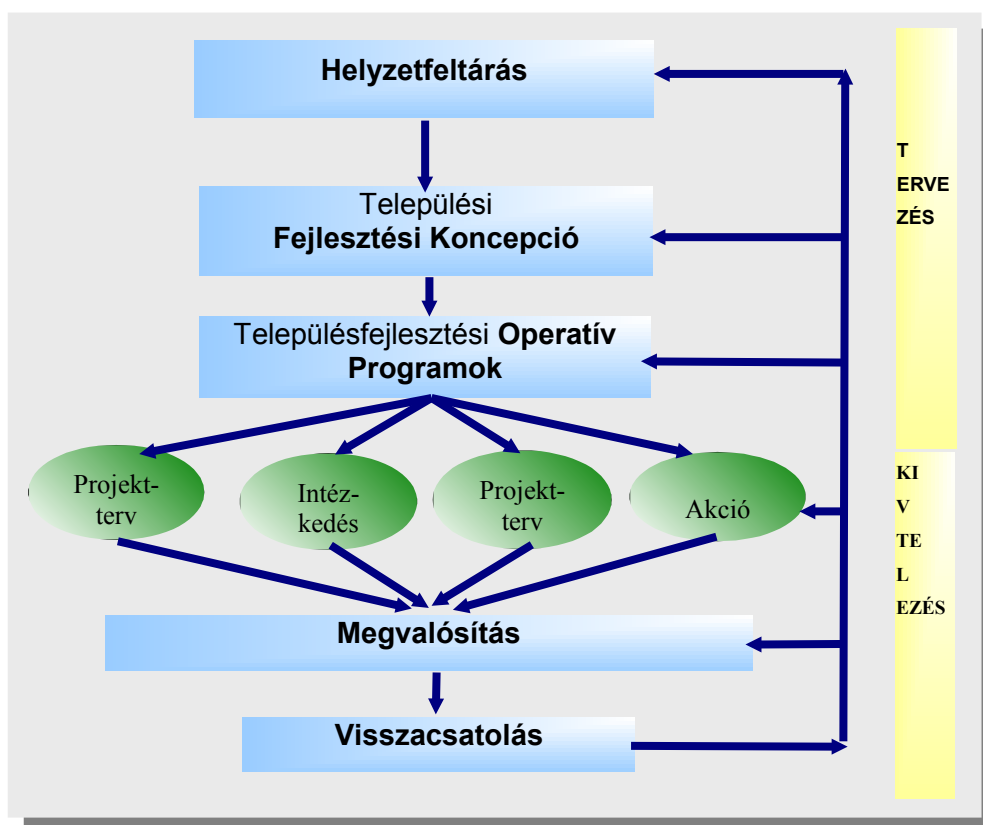 Helyzetfeltárás
Települési
Fejlesztési Koncepció
Településfejlesztési Operatív
Programok
Projekt-
terv
Intéz-
kedés
Projekt-
terv
Akció
Megvalósítás
Visszacsatolás
T
ERVE
ZÉS
KI
V
TE
L
EZÉS